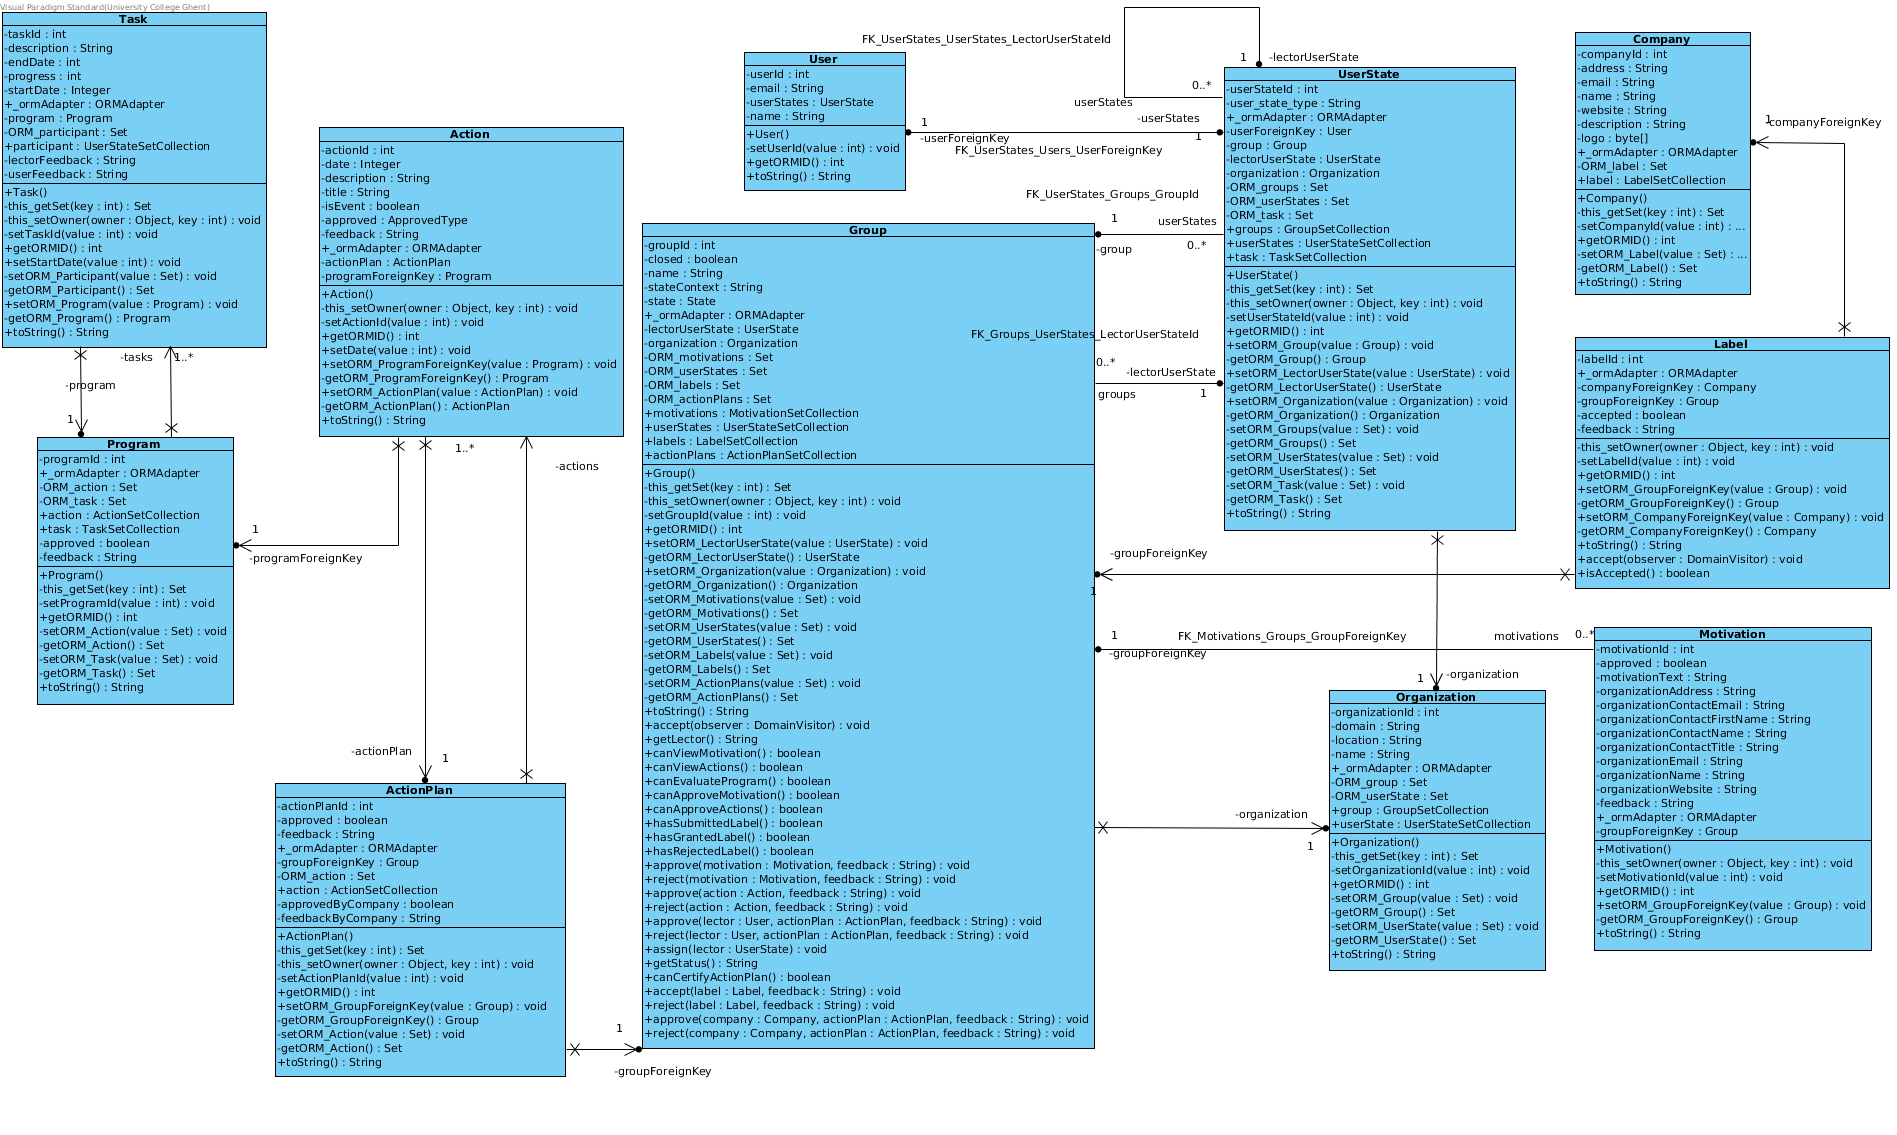 Visual Paradigm Standard(University College Ghent)
Task
-taskId : int
-description : String
-endDate : int
-progress : int
-startDate : Integer
+_ormAdapter : ORMAdapter
-program : Program
-ORM_participant : Set
+participant : UserStateSetCollection
-lectorFeedback : String
-userFeedback : String
+Task()
-this_getSet(key : int) : Set
-this_setOwner(owner : Object, key : int) : void
-setTaskId(value : int) : void
+getORMID() : int
+setStartDate(value : int) : void
-setORM_Participant(value : Set) : void
-getORM_Participant() : Set
+setORM_Program(value : Program) : void
-getORM_Program() : Program
+toString() : String
-tasks
1..*
-program
1
Program
-programId : int
+_ormAdapter : ORMAdapter
-ORM_action : Set
-ORM_task : Set
+action : ActionSetCollection
+task : TaskSetCollection
-approved : boolean
-feedback : String
+Program()
-this_getSet(key : int) : Set
-setProgramId(value : int) : void
+getORMID() : int
-setORM_Action(value : Set) : void
-getORM_Action() : Set
-setORM_Task(value : Set) : void
-getORM_Task() : Set
+toString() : String
Action
-actionId : int
-date : Integer
-description : String
-title : String
-isEvent : boolean
-approved : ApprovedType
-feedback : String
+_ormAdapter : ORMAdapter
-actionPlan : ActionPlan
-programForeignKey : Program
+Action()
-this_setOwner(owner : Object, key : int) : void
-setActionId(value : int) : void
+getORMID() : int
+setDate(value : int) : void
+setORM_ProgramForeignKey(value : Program) : void
-getORM_ProgramForeignKey() : Program
+setORM_ActionPlan(value : ActionPlan) : void
-getORM_ActionPlan() : ActionPlan
+toString() : String
1..*
-actions
1
-programForeignKey
-actionPlan
1
ActionPlan
-actionPlanId : int
-approved : boolean
-feedback : String
+_ormAdapter : ORMAdapter
-groupForeignKey : Group
-ORM_action : Set
+action : ActionSetCollection
-approvedByCompany : boolean
-feedbackByCompany : String
+ActionPlan()
-this_getSet(key : int) : Set
-this_setOwner(owner : Object, key : int) : void
-setActionPlanId(value : int) : void
+getORMID() : int
+setORM_GroupForeignKey(value : Group) : void
-getORM_GroupForeignKey() : Group
-setORM_Action(value : Set) : void
-getORM_Action() : Set
+toString() : String
1
-groupForeignKey
User
-userId : int
-email : String
-userStates : UserState
-name : String
+User()
-setUserId(value : int) : void
+getORMID() : int
+toString() : String
FK_UserStates_UserStates_LectorUserStateId
1
-lectorUserState
0..*
userStates
1
-userStates
-userForeignKey
1
FK_UserStates_Users_UserForeignKey
FK_UserStates_Groups_GroupId
1
userStates
-group
0..*
FK_Groups_UserStates_LectorUserStateId
0..*
-lectorUserState
groups
1
Group
-groupId : int
-closed : boolean
-name : String
-stateContext : String
-state : State
+_ormAdapter : ORMAdapter
-lectorUserState : UserState
-organization : Organization
-ORM_motivations : Set
-ORM_userStates : Set
-ORM_labels : Set
-ORM_actionPlans : Set
+motivations : MotivationSetCollection
+userStates : UserStateSetCollection
+labels : LabelSetCollection
+actionPlans : ActionPlanSetCollection
+Group()
-this_getSet(key : int) : Set
-this_setOwner(owner : Object, key : int) : void
-setGroupId(value : int) : void
+getORMID() : int
+setORM_LectorUserState(value : UserState) : void
-getORM_LectorUserState() : UserState
+setORM_Organization(value : Organization) : void
-getORM_Organization() : Organization
-setORM_Motivations(value : Set) : void
-getORM_Motivations() : Set
-setORM_UserStates(value : Set) : void
-getORM_UserStates() : Set
-setORM_Labels(value : Set) : void
-getORM_Labels() : Set
-setORM_ActionPlans(value : Set) : void
-getORM_ActionPlans() : Set
+toString() : String
+accept(observer : DomainVisitor) : void
+getLector() : String
+canViewMotivation() : boolean
+canViewActions() : boolean
+canEvaluateProgram() : boolean
+canApproveMotivation() : boolean
+canApproveActions() : boolean
+hasSubmittedLabel() : boolean
+hasGrantedLabel() : boolean
+hasRejectedLabel() : boolean
+approve(motivation : Motivation, feedback : String) : void
+reject(motivation : Motivation, feedback : String) : void
+approve(action : Action, feedback : String) : void
+reject(action : Action, feedback : String) : void
+approve(lector : User, actionPlan : ActionPlan, feedback : String) : void
+reject(lector : User, actionPlan : ActionPlan, feedback : String) : void
+assign(lector : UserState) : void
+getStatus() : String
+canCertifyActionPlan() : boolean
+accept(label : Label, feedback : String) : void
+reject(label : Label, feedback : String) : void
+approve(company : Company, actionPlan : ActionPlan, feedback : String) : void
+reject(company : Company, actionPlan : ActionPlan, feedback : String) : void
UserState
-userStateId : int
-user_state_type : String
+_ormAdapter : ORMAdapter
-userForeignKey : User
-group : Group
-lectorUserState : UserState
-organization : Organization
-ORM_groups : Set
-ORM_userStates : Set
-ORM_task : Set
+groups : GroupSetCollection
+userStates : UserStateSetCollection
+task : TaskSetCollection
+UserState()
-this_getSet(key : int) : Set
-this_setOwner(owner : Object, key : int) : void
-setUserStateId(value : int) : void
+getORMID() : int
+setORM_Group(value : Group) : void
-getORM_Group() : Group
+setORM_LectorUserState(value : UserState) : void
-getORM_LectorUserState() : UserState
+setORM_Organization(value : Organization) : void
-getORM_Organization() : Organization
-setORM_Groups(value : Set) : void
-getORM_Groups() : Set
-setORM_UserStates(value : Set) : void
-getORM_UserStates() : Set
-setORM_Task(value : Set) : void
-getORM_Task() : Set
+toString() : String
-groupForeignKey
1
1
FK_Motivations_Groups_GroupForeignKey
motivations
0..*
-groupForeignKey
1
-organization
-organization
1
Organization
-organizationId : int
-domain : String
-location : String
-name : String
+_ormAdapter : ORMAdapter
-ORM_group : Set
-ORM_userState : Set
+group : GroupSetCollection
+userState : UserStateSetCollection
+Organization()
-this_getSet(key : int) : Set
-setOrganizationId(value : int) : void
+getORMID() : int
-setORM_Group(value : Set) : void
-getORM_Group() : Set
-setORM_UserState(value : Set) : void
-getORM_UserState() : Set
+toString() : String
Company
-companyId : int
-address : String
-email : String
-name : String
-website : String
-description : String
-logo : byte[]
+_ormAdapter : ORMAdapter
-ORM_label : Set
+label : LabelSetCollection
+Company()
-this_getSet(key : int) : Set
-setCompanyId(value : int) : ...
+getORMID() : int
-setORM_Label(value : Set) : ...
-getORM_Label() : Set
+toString() : String
1
-companyForeignKey
Label
-labelId : int
+_ormAdapter : ORMAdapter
-companyForeignKey : Company
-groupForeignKey : Group
-accepted : boolean
-feedback : String
-this_setOwner(owner : Object, key : int) : void
-setLabelId(value : int) : void
+getORMID() : int
+setORM_GroupForeignKey(value : Group) : void
-getORM_GroupForeignKey() : Group
+setORM_CompanyForeignKey(value : Company) : void
-getORM_CompanyForeignKey() : Company
+toString() : String
+accept(observer : DomainVisitor) : void
+isAccepted() : boolean
Motivation
-motivationId : int
-approved : boolean
-motivationText : String
-organizationAddress : String
-organizationContactEmail : String
-organizationContactFirstName : String
-organizationContactName : String
-organizationContactTitle : String
-organizationEmail : String
-organizationName : String
-organizationWebsite : String
-feedback : String
+_ormAdapter : ORMAdapter
-groupForeignKey : Group
+Motivation()
-this_setOwner(owner : Object, key : int) : void
-setMotivationId(value : int) : void
+getORMID() : int
+setORM_GroupForeignKey(value : Group) : void
-getORM_GroupForeignKey() : Group
+toString() : String